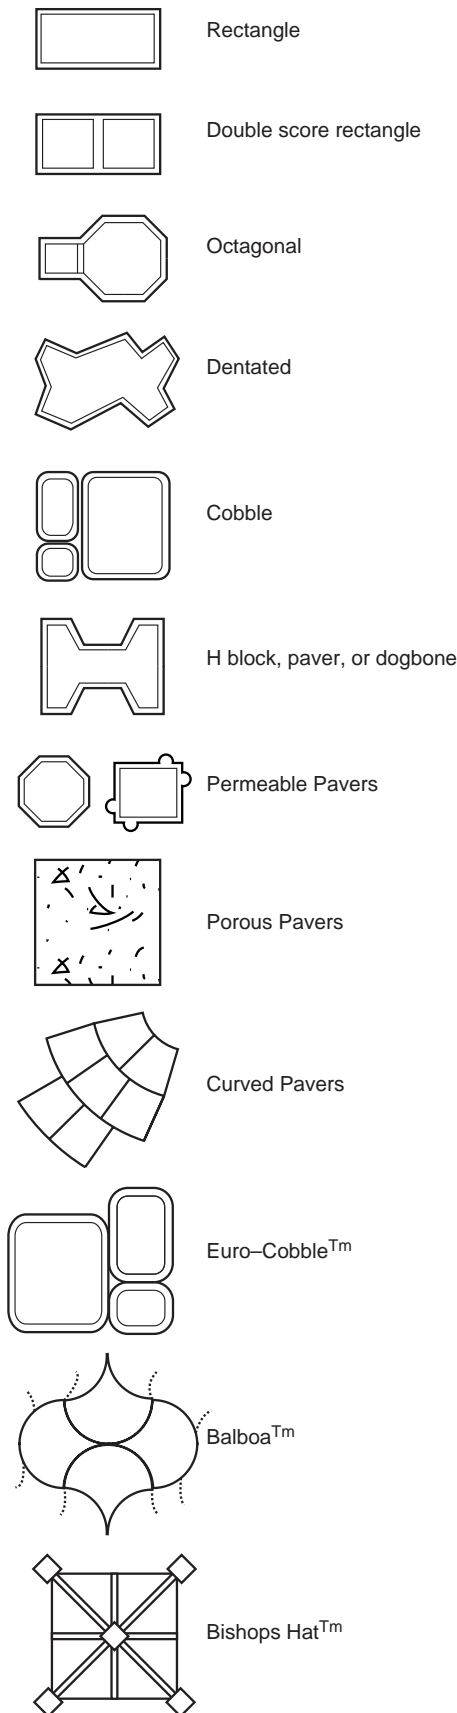 Rectangle
Double score rectangle
Octagonal
Dentated
Cobble
H block, paver, or dogbone
Permeable Pavers
Porous Pavers
Curved Pavers
Euro–Cobble™
Balboa™
Bishops Hat™